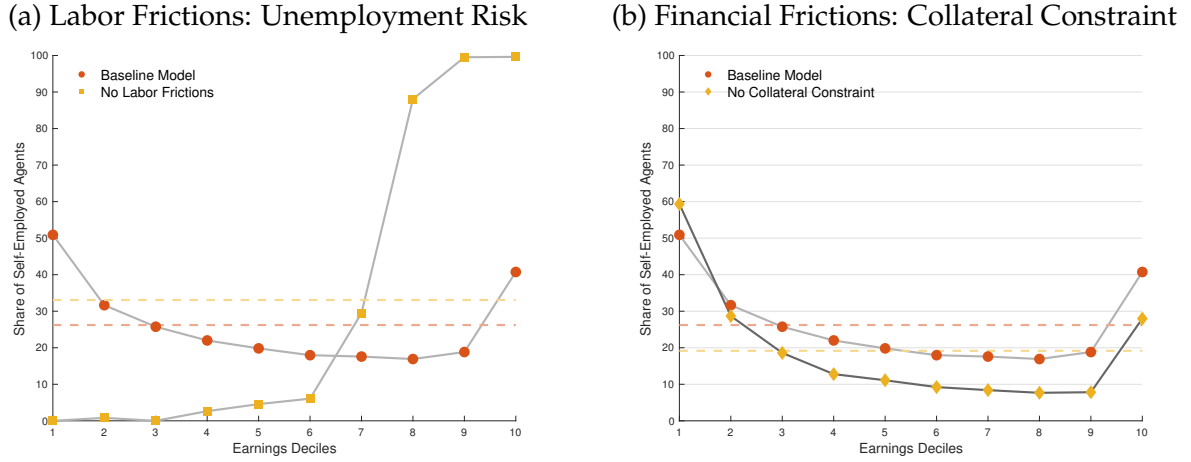 (a) Labor Frictions: Unemployment Risk
Share of Self-Employed Agents
100
90
80
70
60
50
40
30
20
10
0
Baseline Model
No Labor Frictions
1 2 3 4 5 6 7 8 9 10
Earnings Deciles
(b) Financial Frictions: Collateral Constraint
Share of Self-Employed Agents
100
90
80
70
60
50
40
30
20
10
0
Baseline Model
No Collateral Constraint
1 2 3 4 5 6 7 8 9 10
Earnings Deciles